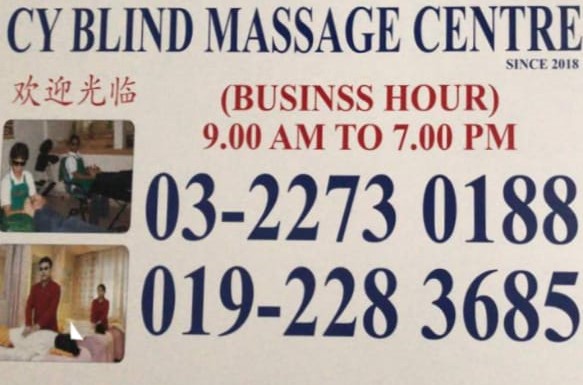 CY BLIND MASSAGE CENTRE
SINCE 2018
欢迎光临
(BUSINSS HOUR)
9.00 AM TO 7.00 PM
03-2273 0188
019-228 3685